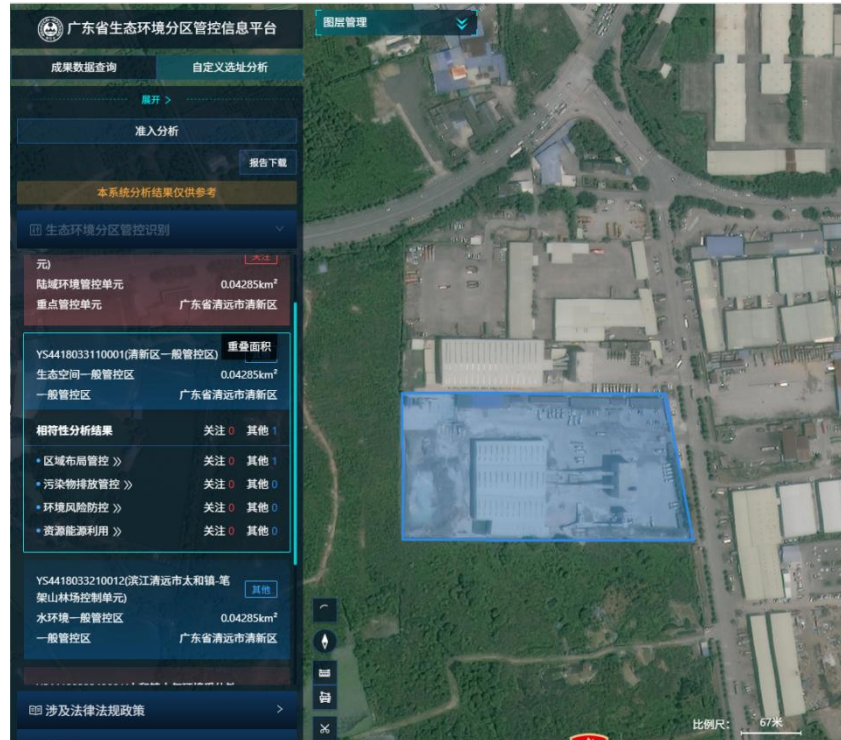 广东省生态环境分区管控信息平台
图层管理
成果数据查询 自定义选址分析
展开 >
准入分析
报告下载
本系统分析结果仅供参考
生态环境分区管控识别
元) 关注
陆域环境管控单元 0.04285km²
重点管控单元 广东省清远市清新区
YS4418033110001(清新区一般管控区) 重叠面积
生态空间一般管控区 0.04285km²
一般管控区 广东省清远市清新区
相符性分析结果 关注 0 其他 1
• 区域布局管控 》 关注 0 其他 1
• 污染物排放管控 》 关注 0 其他 0
• 环境风险防控 》 关注 0 其他 0
• 资源能源利用 》 关注 0 其他 0
YS4418033210012(滨江清远市太和镇-笔
架山林场控制单元) 其他
水环境一般管控区 0.04285km²
一般管控区 广东省清远市清新区
涉及法律法规政策 >
比例尺： 67米